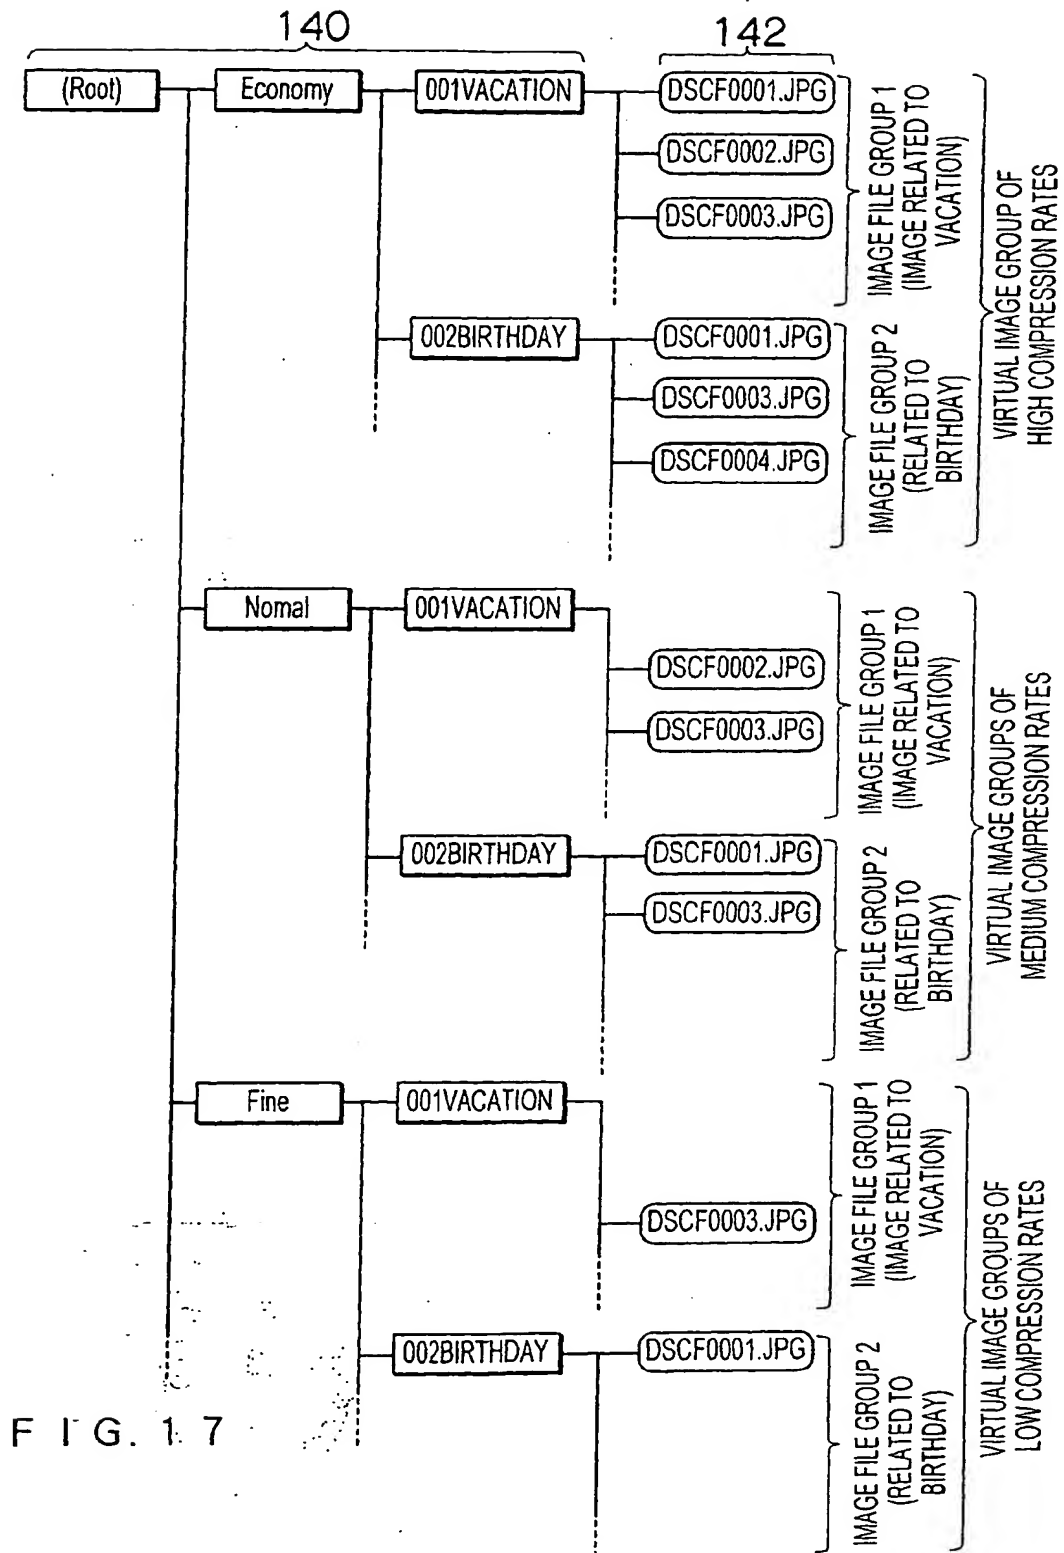 140
142
(Root)
Economy
001VACATION
DSCF0001.JPG
DSCF0002.JPG
DSCF0003.JPG
IMAGE FILE GROUP 1
(IMAGE RELATED TO
VACATION)
002BIRTHDAY
DSCF0001.JPG
DSCF0003.JPG
DSCF0004.JPG
IMAGE FILE GROUP 2
(RELATED TO
BIRTHDAY)
VIRTUAL IMAGE GROUP OF
HIGH COMPRESSION RATES
Nomal
001VACATION
DSCF0002.JPG
DSCF0003.JPG
IMAGE FILE GROUP 1
(IMAGE RELATED TO
VACATION)
002BIRTHDAY
DSCF0001.JPG
DSCF0003.JPG
IMAGE FILE GROUP 2
(RELATED TO
BIRTHDAY)
VIRTUAL IMAGE GROUPS OF
MEDIUM COMPRESSION RATES
Fine
001VACATION
DSCF0003.JPG
IMAGE FILE GROUP 1
(IMAGE RELATED TO
VACATION)
002BIRTHDAY
DSCF0001.JPG
IMAGE FILE GROUP 2
(RELATED TO
BIRTHDAY)
VIRTUAL IMAGE GROUPS OF
LOW COMPRESSION RATES
FIG. 17